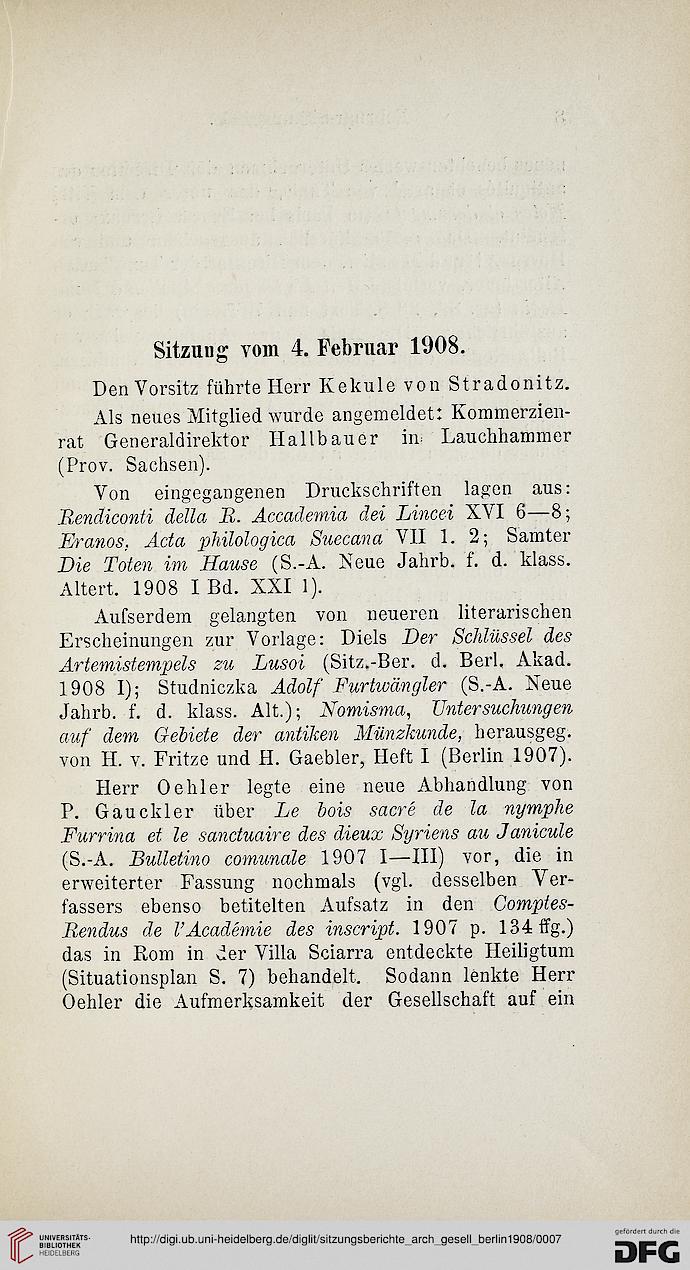 Sitzung vom 4. Februar 1908.
Den Vorsitz führte Herr Kekule von Stradonitz.
Als neues Mitglied wurde angemeldet: Kommerzien-
rat Generaldirektor Hallbauer in Lauchhammer
(Prov. Sachsen).
Von eingegangenen Druckschriften lagen aus:
Rendiconti della R. Accademia dei Lincei XVI 6—8;
Eranos, Acta philologica Suecana VII 1. 2; Samter
Die Toten im Hause (S.-A. Neue Jahrb. f. d. klass.
Altert. 1908 I Bd. XXI 1).
Aufserdem gelangten von neueren literarischen
Erscheinungen zur Vorlage: Diels Der Schlüssel des
Artemistempels zu Lusoi (Sitz.-Ber. d. Berl. Akad.
1908 I); Studniczka Adolf Furtwängler (S.-A. Neue
Jahrb. f. d. klass. Alt.); Nomisma, Untersuchungen
auf dem Gebiete der antiken Münzkunde, herausgeg.
von H. v. Fritze und H. Gaebler, Heft I (Berlin 1907).
Herr Oehler legte eine neue Abhandlung von
P. Gauckler über Le bois sacré de la nymphe
Furrina et le sanctuaire des dieux Syriens au Janicule
(S.-A. Bulletino comunale 1907 I—III) vor, die in
erweiterter Fassung nochmals (vgl. desselben Ver-
fassers ebenso betitelten Aufsatz in den Comptes-
Rendus de l'Académie des inscript. 1907 p. 134 ffg.)
das in Rom in der Villa Sciarra entdeckte Heiligtum
(Situationsplan S. 7) behandelt. Sodann lenkte Herr
Oehler die Aufmerksamkeit der Gesellschaft auf ein
UNIVERSITÄTS-
BIBLIOTHEK
HEIDELBERG
http://digi.ub.uni-heidelberg.de/diglit/sitzungsberichte_arch_gesell_berlin1908/0007
gefördert durch die
DFG